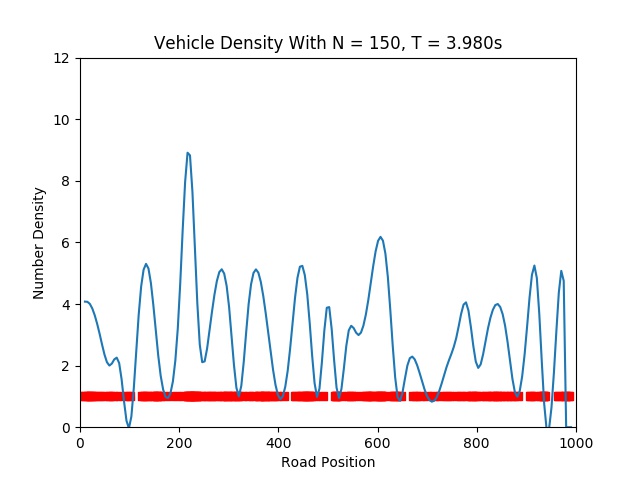 Vehicle Density With N = 150, T = 3.980s
12
10
8
6
4
2
0
Number Density
0 200 400 600 800 1000
Road Position